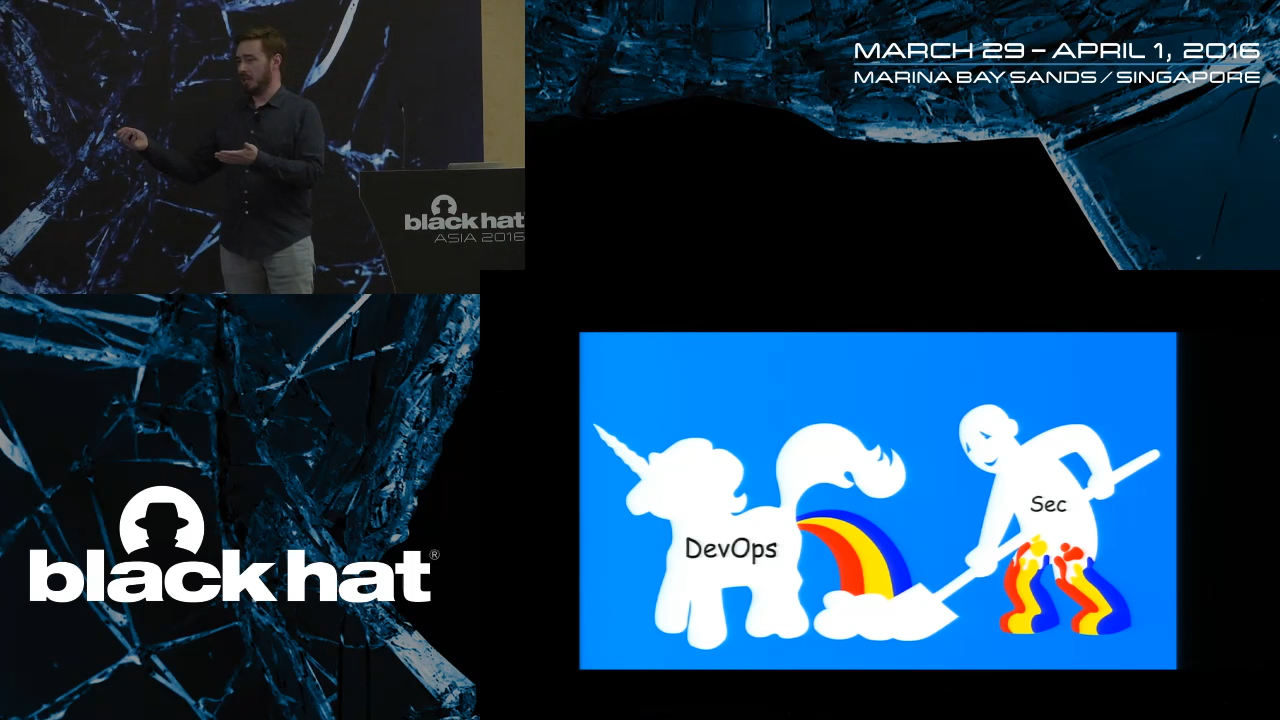 MARCH 29 - APRIL 1, 2016
MARINA BAY SANDS / SINGAPORE
black hat
ASIA 2016
DevOps
Sec
black hat®